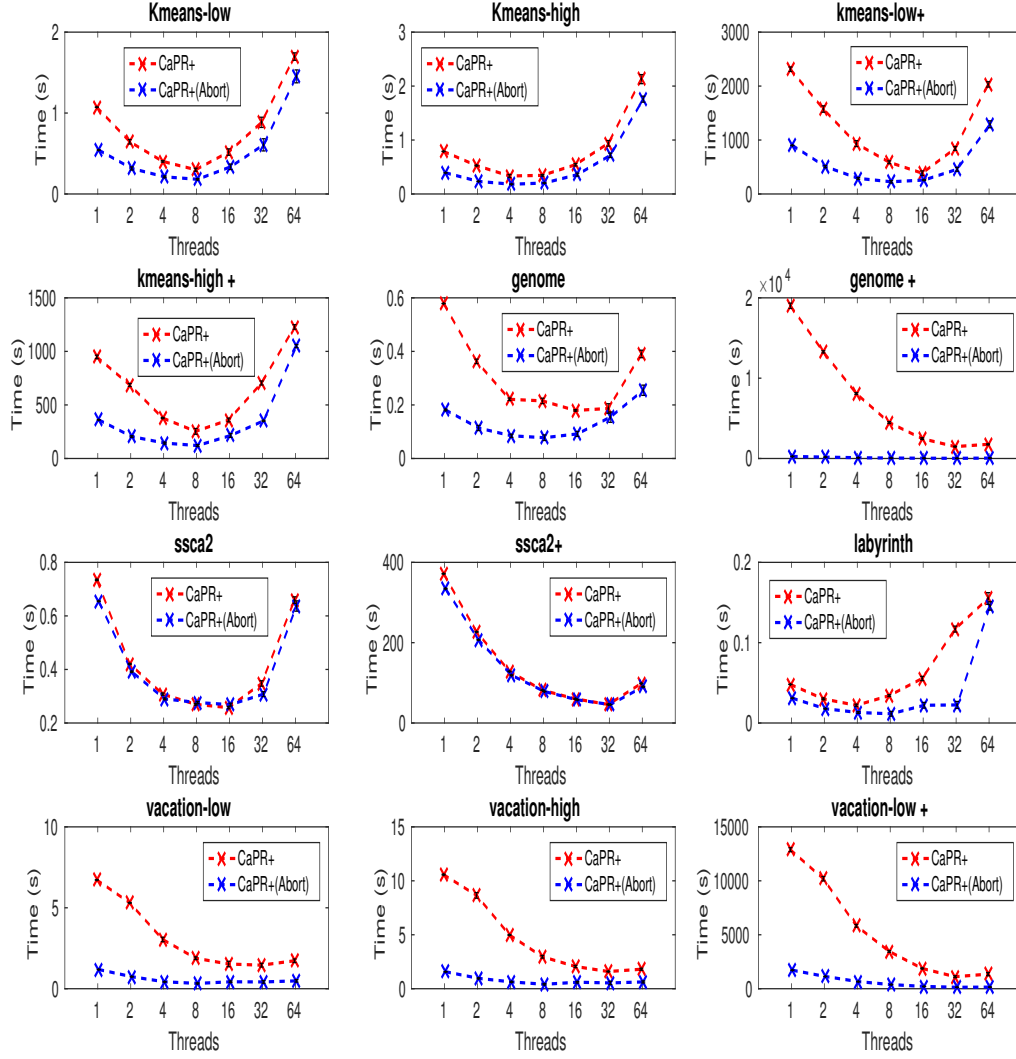 Kmeans-low
2
1
0
Time (s)
CaPR+
CaPR+(Abort)
1 2 4 8 16 32 64
Threads
Kmeans-high
3
2
1
0
Time (s)
CaPR+
CaPR+(Abort)
1 2 4 8 16 32 64
Threads
kmeans-low+
3000
2000
1000
0
Time (s)
CaPR+
CaPR+(Abort)
1 2 4 8 16 32 64
Threads
kmeans-high +
1500
1000
500
0
Time (s)
CaPR+
CaPR+(Abort)
1 2 4 8 16 32 64
Threads
genome
0.6
0.4
0.2
0
Time (s)
CaPR+
CaPR+(Abort)
1 2 4 8 16 32 64
Threads
genome +
×10^4
2
1
0
Time (s)
CaPR+
CaPR+(Abort)
1 2 4 8 16 32 64
Threads
ssca2
0.8
0.6
0.4
0.2
Time (s)
CaPR+
CaPR+(Abort)
1 2 4 8 16 32 64
Threads
ssca2+
400
200
0
Time (s)
CaPR+
CaPR+(Abort)
1 2 4 8 16 32 64
Threads
labyrinth
0.2
0.1
0
Time (s)
CaPR+
CaPR+(Abort)
1 2 4 8 16 32 64
Threads
vacation-low
10
5
0
Time (s)
CaPR+
CaPR+(Abort)
1 2 4 8 16 32 64
Threads
vacation-high
15
10
5
0
Time (s)
CaPR+
CaPR+(Abort)
1 2 4 8 16 32 64
Threads
vacation-low +
15000
10000
5000
0
Time (s)
CaPR+
CaPR+(Abort)
1 2 4 8 16 32 64
Threads